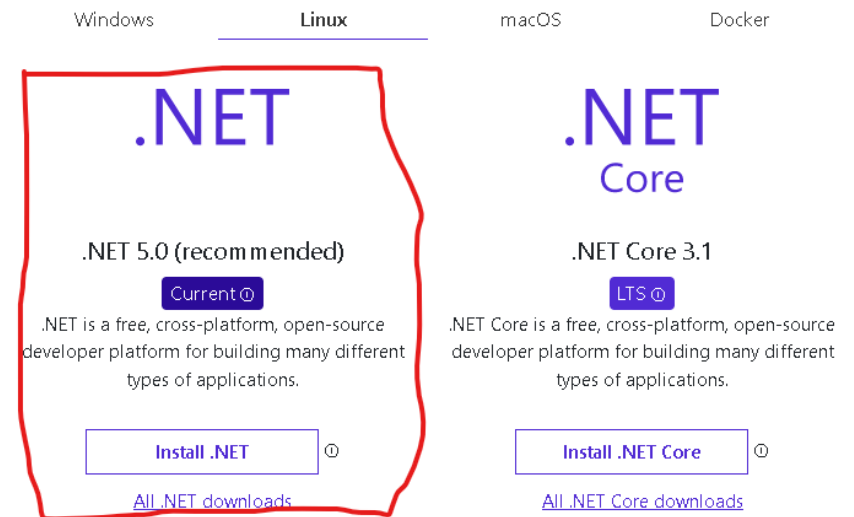 Windows Linux macOS Docker
.NET
.NET 5.0 (recommended)
Current
.NET is a free, cross-platform, open-source
developer platform for building many different
types of applications.
Install .NET
All .NET downloads
.NET
Core
.NET Core 3.1
LTS
.NET Core is a free, cross-platform, open-source
developer platform for building many different
types of applications.
Install .NET Core
All .NET Core downloads